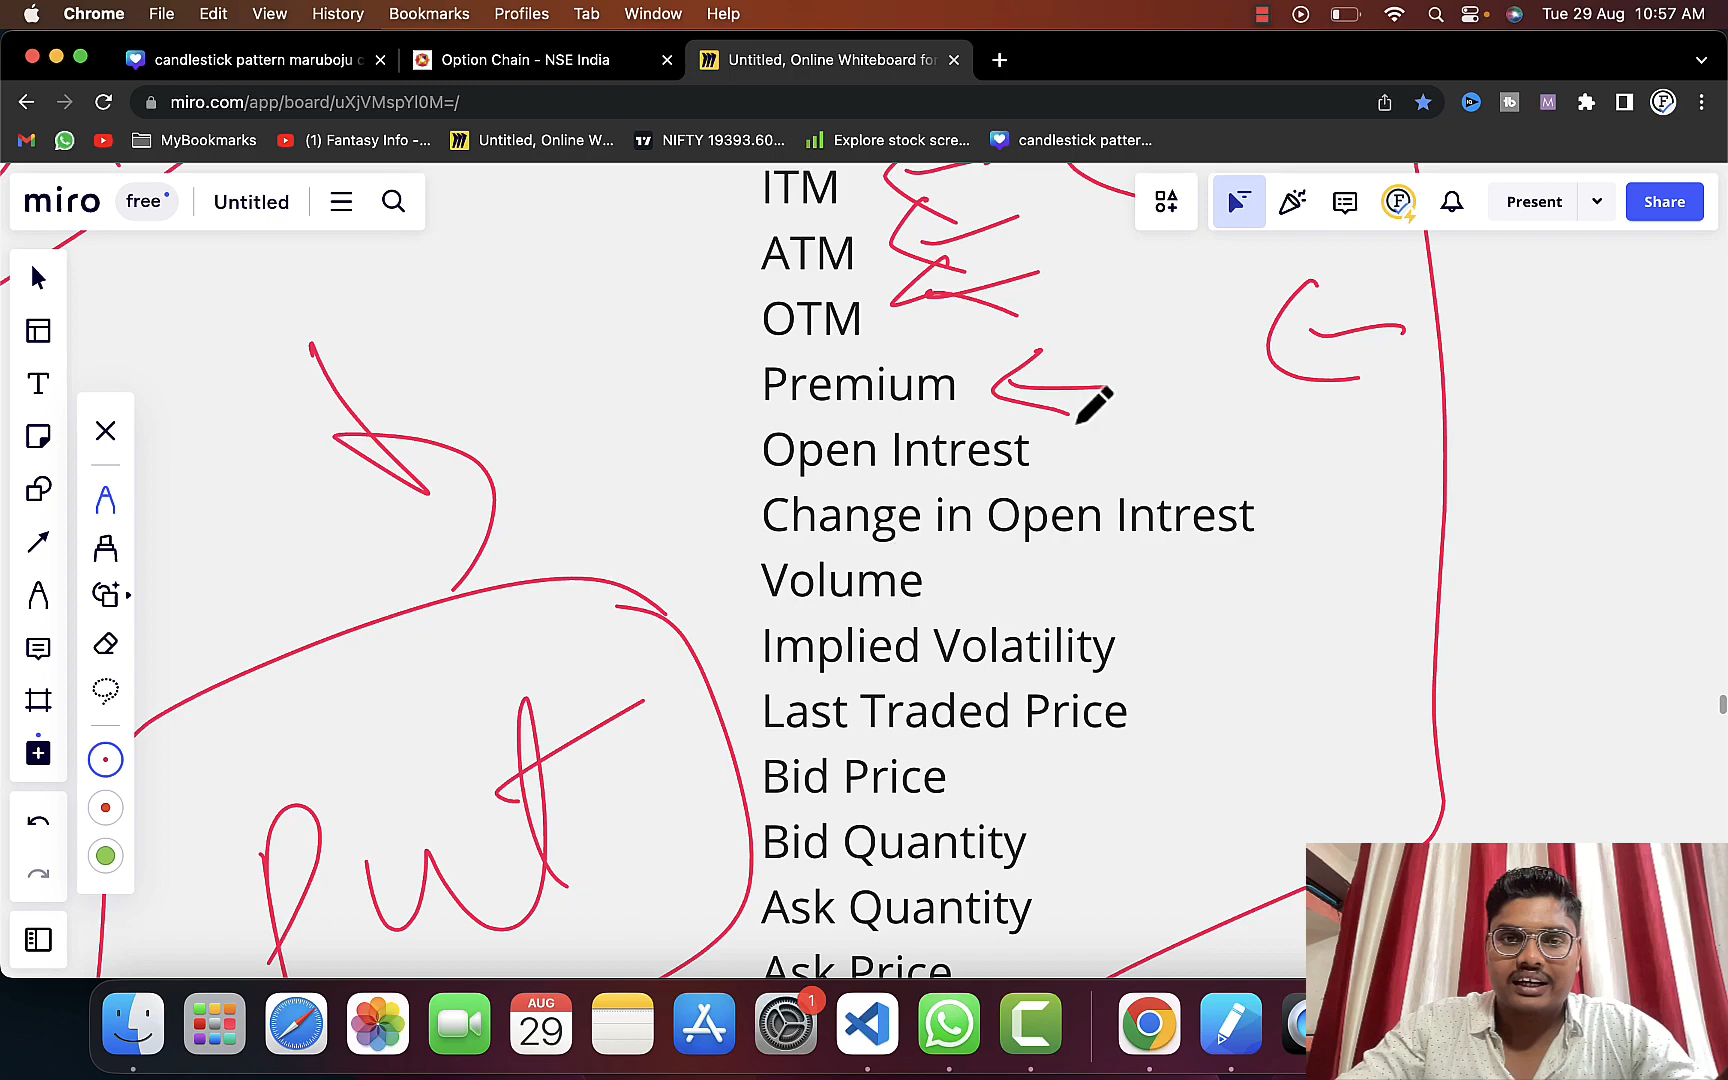 Chrome File Edit View History Bookmarks Profiles Tab Window Help Tue 29 Aug 10:57 AM
candlestick pattern maruboju c Option Chain - NSE India Untitled, Online Whiteboard for
miro.com/app/board/uXjVMspYl0M=/
MyBookmarks (1) Fantasy Info -... Untitled, Online W... NIFTY 19393.60... Explore stock scre... candlestick patter...
miro free Untitled Present Share
ITM
ATM
OTM
Premium
Open Intrest
Change in Open Intrest
Volume
Implied Volatility
Last Traded Price
Bid Price
Bid Quantity
Ask Quantity
Ask Price
put
AUG
29
1